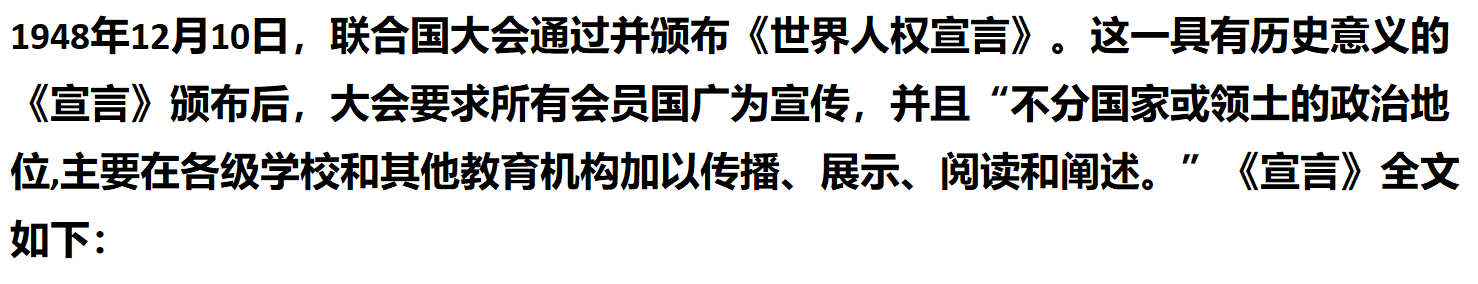 1948年12月10日，联合国大会通过并颁布《世界人权宣言》。这一具有历史意义的
《宣言》颁布后，大会要求所有会员国广为宣传，并且“不分国家或领土的政治地
位,主要在各级学校和其他教育机构加以传播、展示、阅读和阐述。”《宣言》全文
如下：